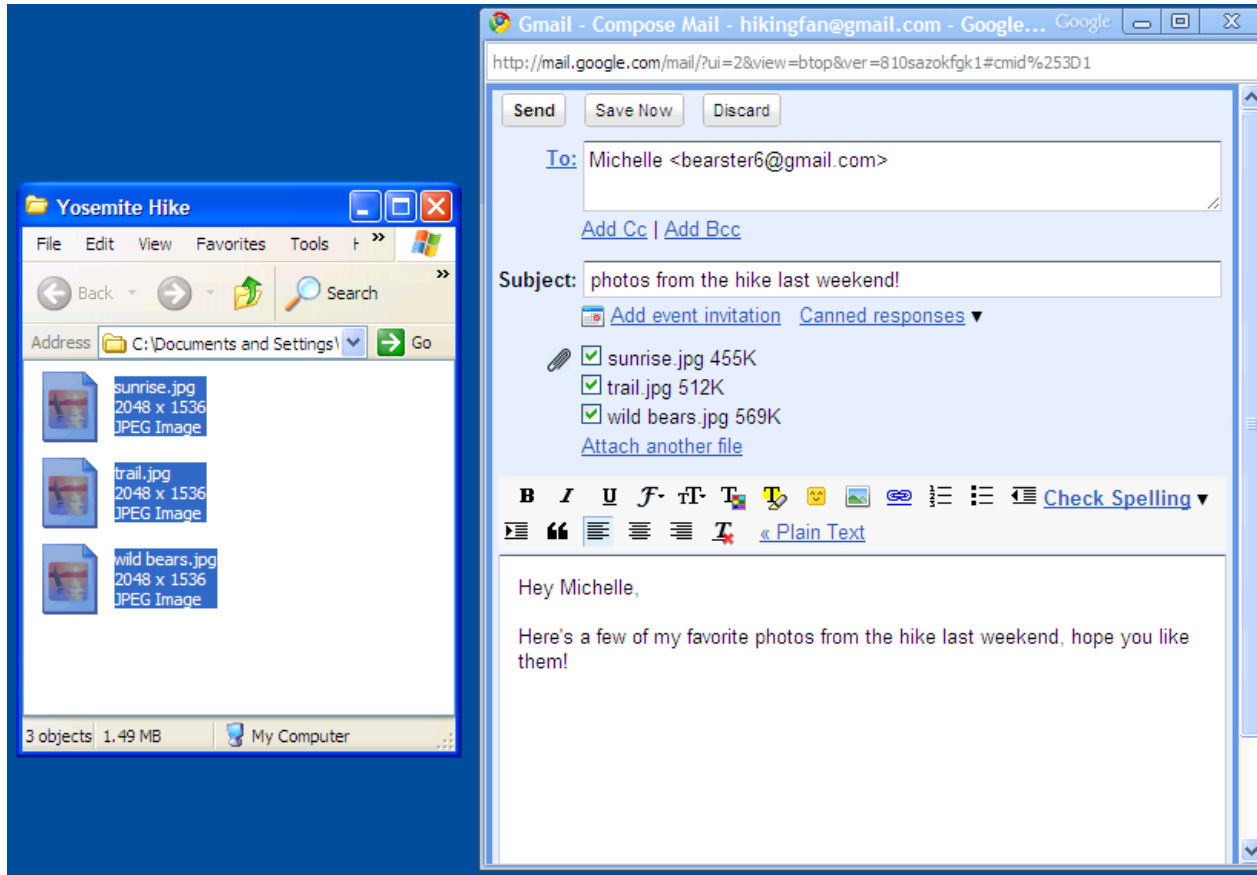 Yosemite Hike
File Edit View Favorites Tools H »
Back Search »
Address C:\Documents and Settings\ Go
sunrise.jpg
2048 x 1536
JPEG Image
trail.jpg
2048 x 1536
JPEG Image
wild bears.jpg
2048 x 1536
JPEG Image
3 objects 1.49 MB My Computer
Gmail - Compose Mail - hikingfan@gmail.com - Google... Google
http://mail.google.com/mail/?ui=2&view=btop&ver=810sazokfgk1#cmid%253D1
Send Save Now Discard
To: Michelle <bearster6@gmail.com>
Add Cc | Add Bcc
Subject: photos from the hike last weekend!
Add event invitation Canned responses ▼
sunrise.jpg 455K
trail.jpg 512K
wild bears.jpg 569K
Attach another file
B I U F T T T Check Spelling ▼
T « Plain Text
Hey Michelle,
Here's a few of my favorite photos from the hike last weekend, hope you like
them!